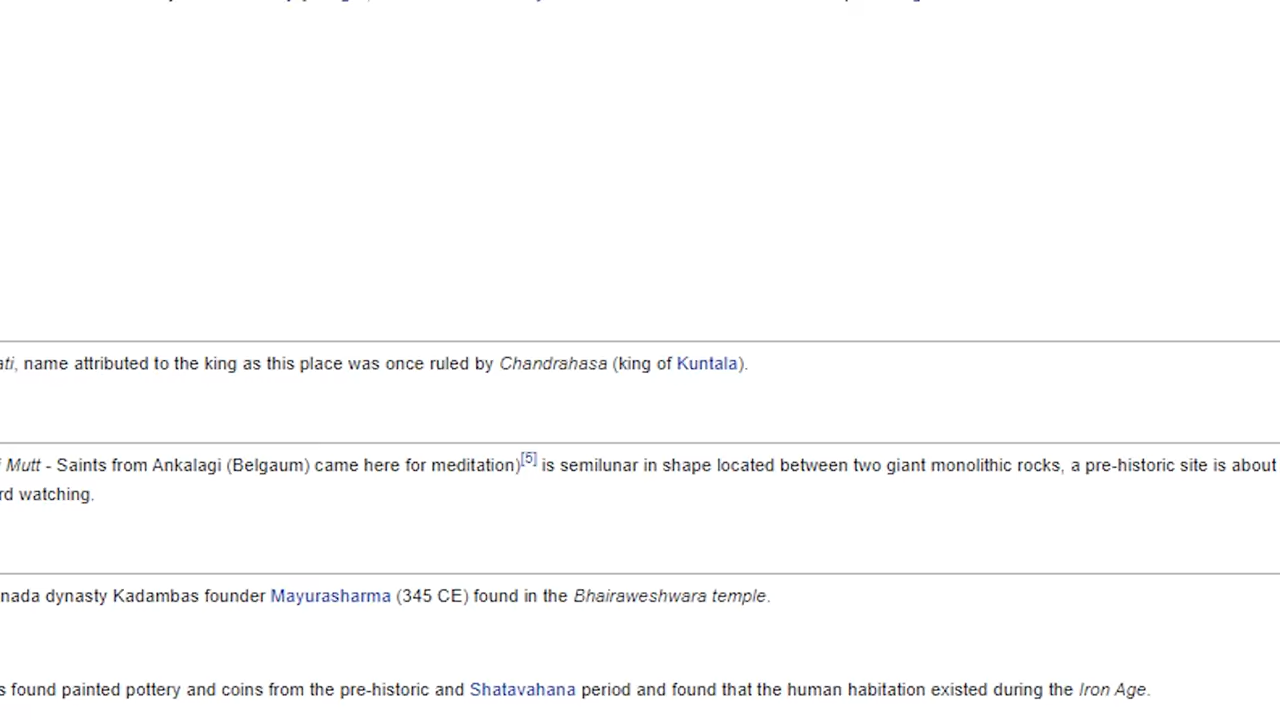 ati, name attributed to the king as this place was once ruled by Chandrahasa (king of Kuntala).
Mutt - Saints from Ankalagi (Belgaum) came here for meditation)[5] is semilunar in shape located between two giant monolithic rocks, a pre-historic site is about
rd watching.
nada dynasty Kadambas founder Mayurasharma (345 CE) found in the Bhairaweshwara temple.
s found painted pottery and coins from the pre-historic and Shatavahana period and found that the human habitation existed during the Iron Age.